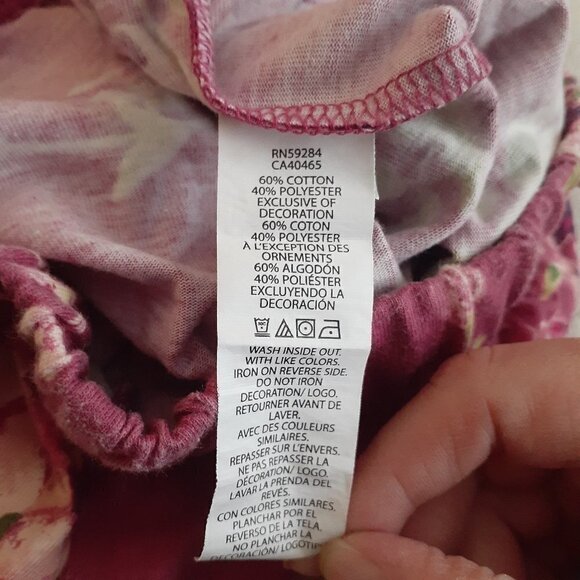 RN59284
CA40465
60% COTTON
40% POLYESTER
EXCLUSIVE OF
DECORATION
60% COTON
40% POLYESTER
À L'EXCEPTION DES
ORNEMENTS
60% ALGODÓN
40% POLIÉSTER
EXCLUYENDO LA
DECORACIÓN
WASH INSIDE OUT.
WITH LIKE COLORS.
IRON ON REVERSE SIDE.
DO NOT IRON
DECORATION/ LOGO.
RETOURNER AVANT DE
LAVER.
AVEC DES COULEURS
SIMILAIRES.
REPASSER SUR L'ENVERS.
NE PAS REPASSER LA
DÉCORATION/ LOGO.
LAVAR LA PRENDA DEL
REVÉS.
CON COLORES SIMILARES.
PLANCHAR POR EL
REVERSO DE LA TELA.
NO PLANCHAR LA
DECORACIÓN/ LOGOTI